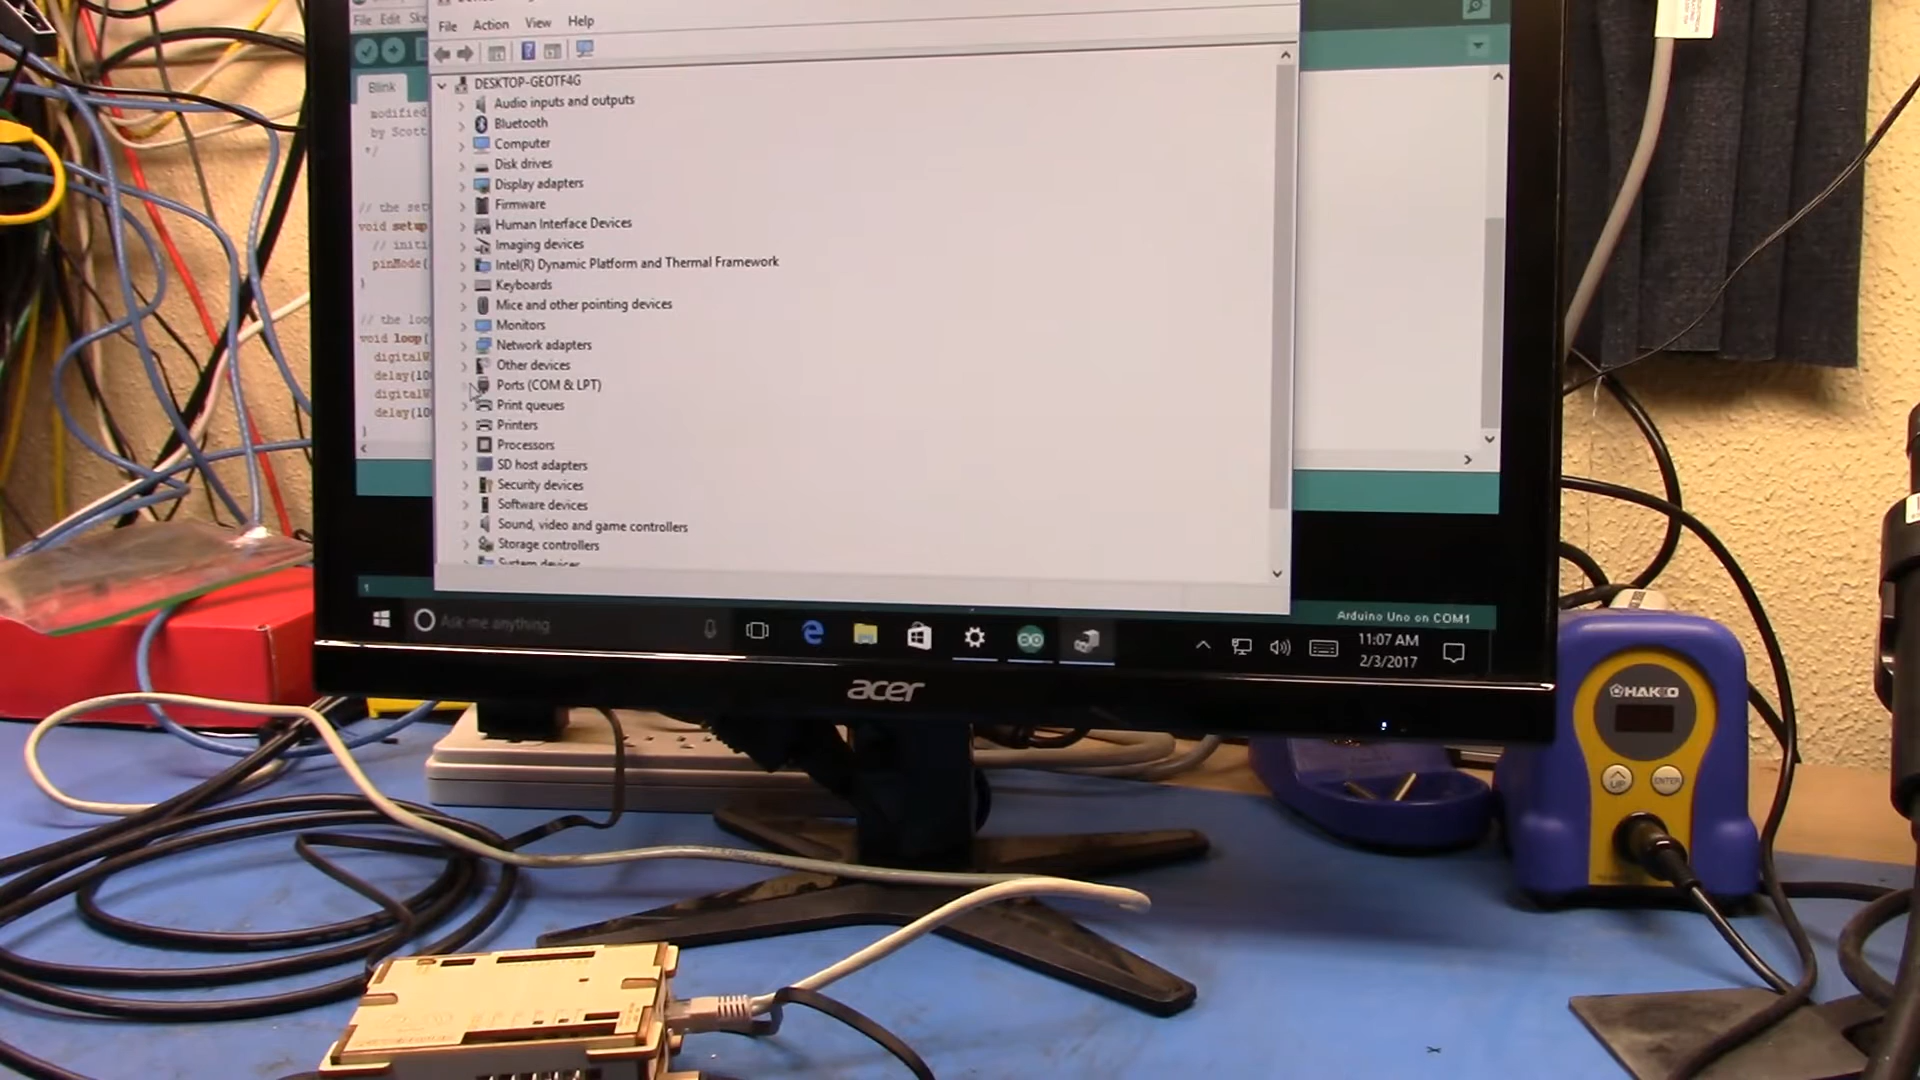 File Edit
File Action View Help
Blink
modified
by Scott
*/
// the set
void setup
// initi
pinMode(
}
// the loo
void loop(
digitalW
delay(10
digitalW
delay(10
}
DESKTOP-GEOTF4G
Audio inputs and outputs
Bluetooth
Computer
Disk drives
Display adapters
Firmware
Human Interface Devices
Imaging devices
Intel(R) Dynamic Platform and Thermal Framework
Keyboards
Mice and other pointing devices
Monitors
Network adapters
Other devices
Ports (COM & LPT)
Print queues
Printers
Processors
SD host adapters
Security devices
Software devices
Sound, video and game controllers
Storage controllers
System devices
1
Arduino Uno on COM1
Ask me anything
11:07 AM
2/3/2017
acer
HAKKO
UP
ENTER